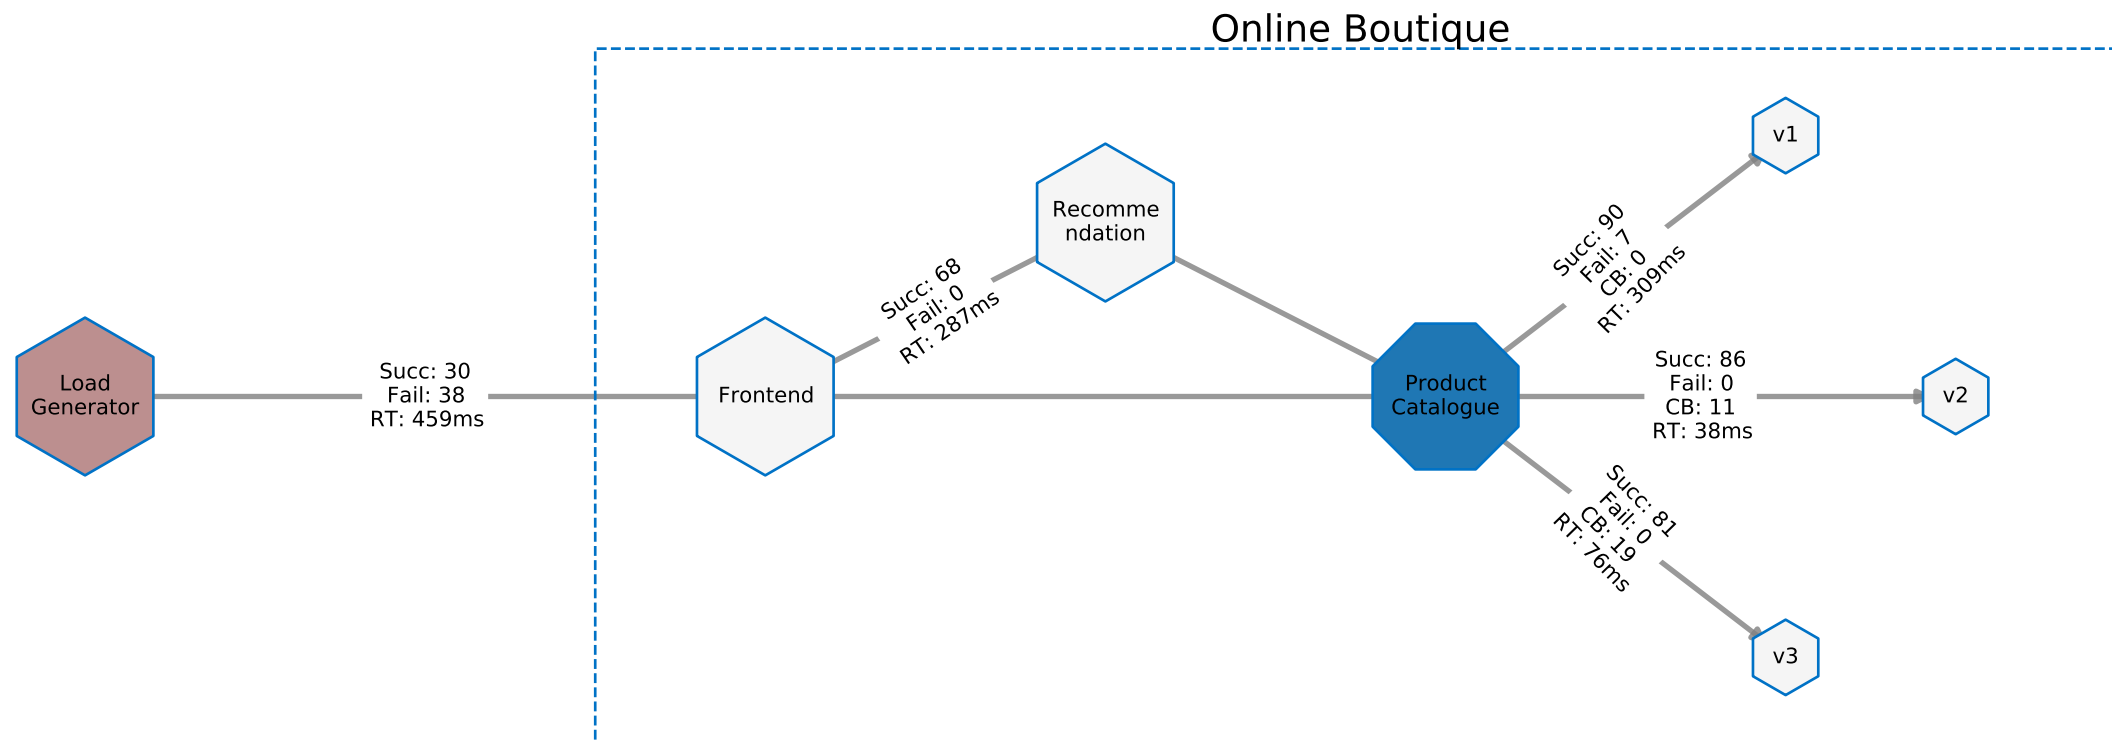 Online Boutique
Load
Generator
Succ: 30
Fail: 38
RT: 459ms
Frontend
Succ: 68
Fail: 0
RT: 287ms
Recomme
ndation
Product
Catalogue
Succ: 90
Fail: 7
CB: 0
RT: 309ms
v1
Succ: 86
Fail: 0
CB: 11
RT: 38ms
v2
Succ: 81
Fail: 0
CB: 19
RT: 76ms
v3